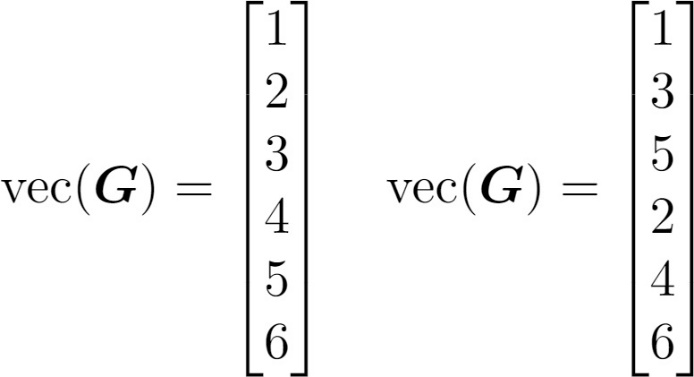 vec(G) = [1 2 3 4 5 6] vec(G) = [1 3 5 2 4 6]